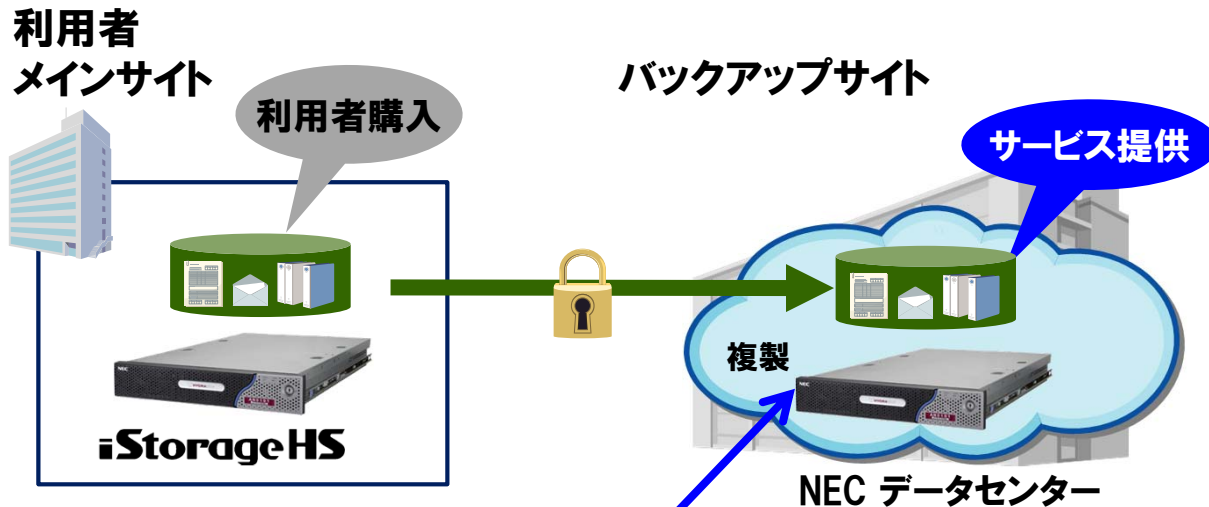 利用者
メインサイト
利用者購入
バックアップサイト
サービス提供
複製
NEC
NEC
iStorageHS
NEC データセンター